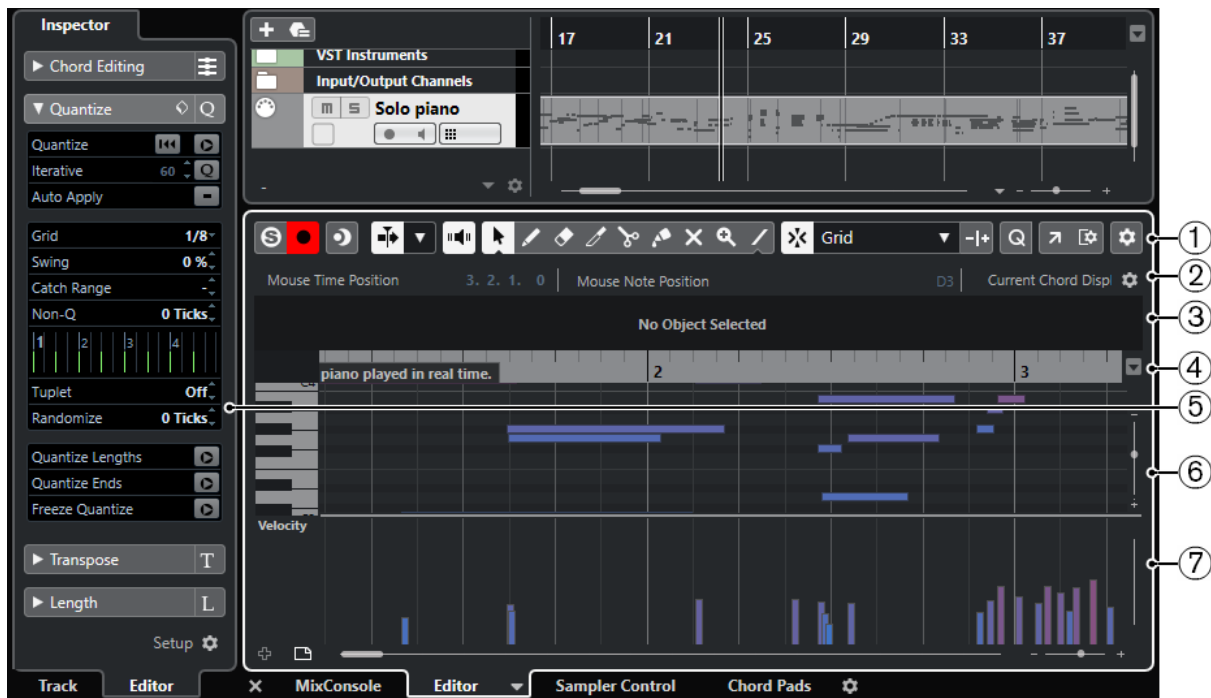 Inspector
Chord Editing
Quantize Q
Quantize
Iterative 60 Q
Auto Apply
Grid 1/8
Swing 0 %
Catch Range -
Non-Q 0 Ticks
1 2 3 4
Tuplet Off
Randomize 0 Ticks
Quantize Lengths
Quantize Ends
Freeze Quantize
Transpose T
Length L
Setup
Track Editor
17 21 25 29 33 37
VST Instruments
Input/Output Channels
m S Solo piano
-
S Grid Q ①
Mouse Time Position 3. 2. 1. 0 Mouse Note Position D3 Current Chord Displ ②
No Object Selected ③
piano played in real time. 2 3 ④
⑤
⑥
Velocity
⑦
MixConsole Editor Sampler Control Chord Pads